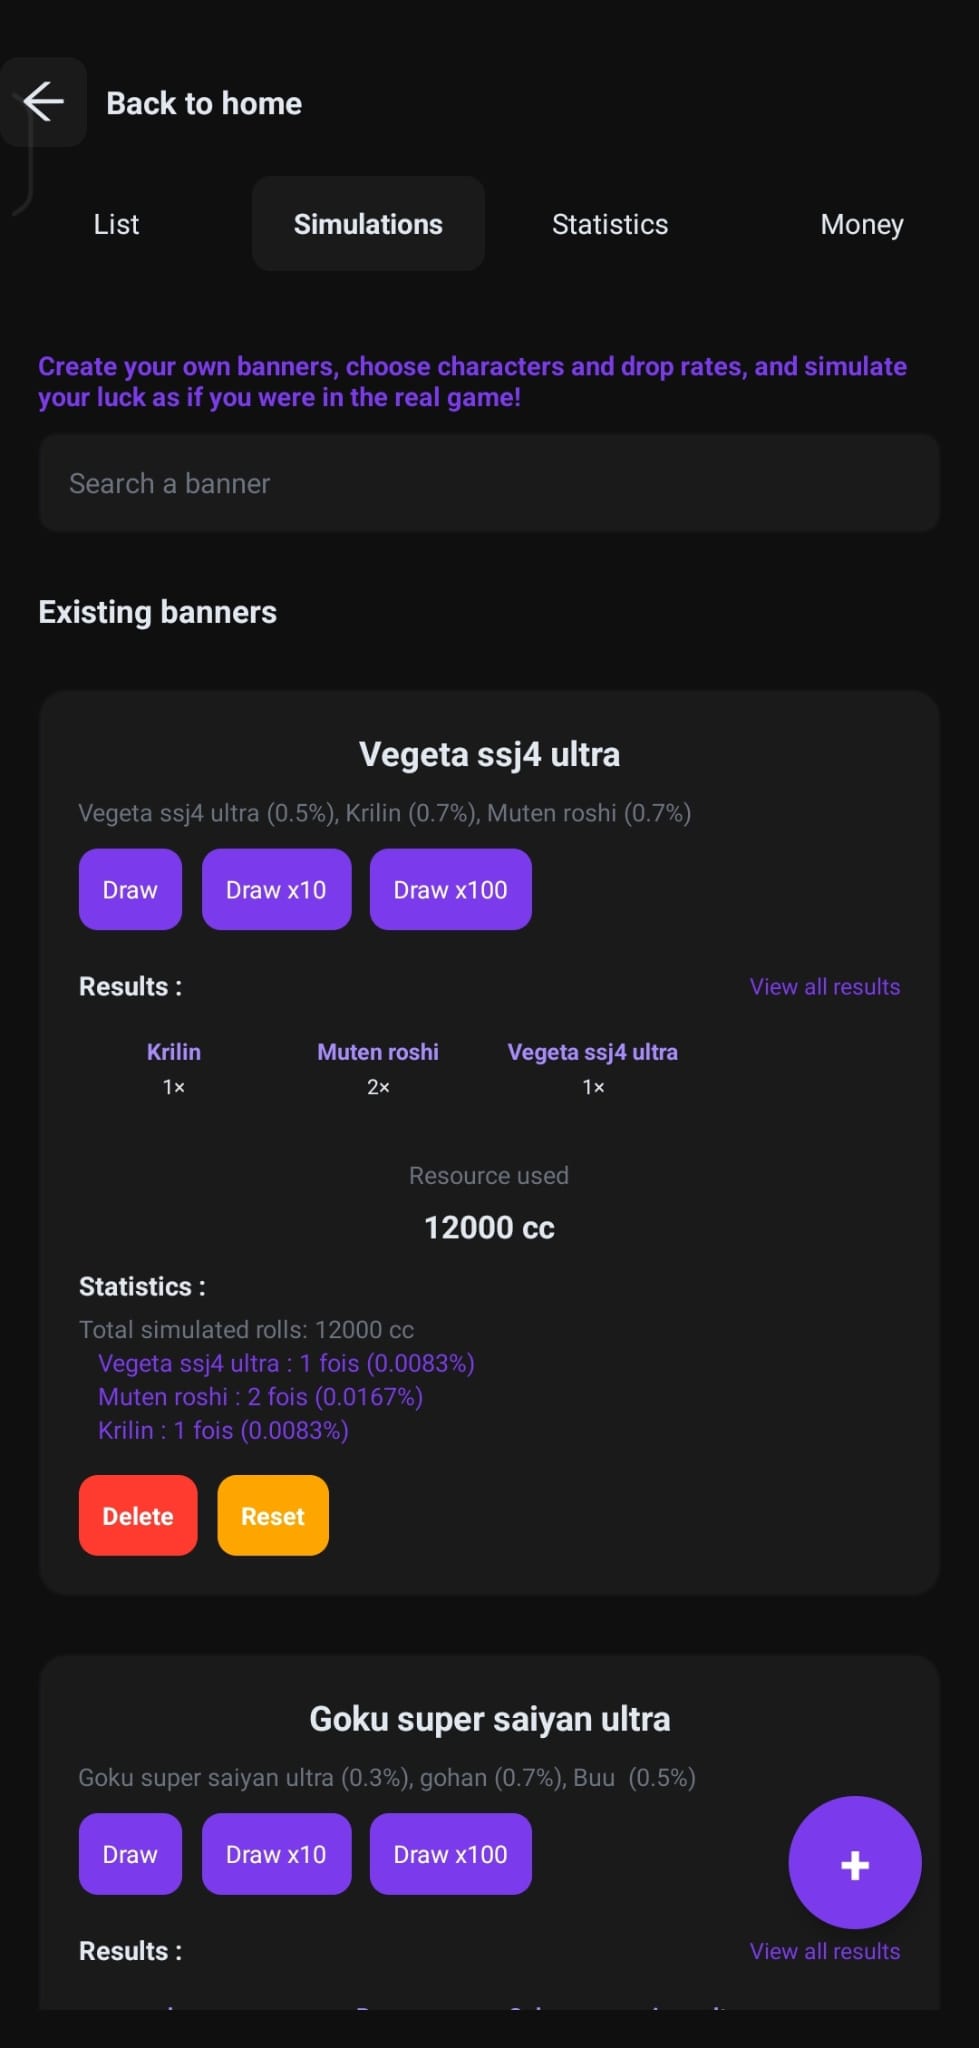 Back to home
List Simulations Statistics Money
Create your own banners, choose characters and drop rates, and simulate
your luck as if you were in the real game!
Search a banner
Existing banners
Vegeta ssj4 ultra
Vegeta ssj4 ultra (0.5%), Krilin (0.7%), Muten roshi (0.7%)
Draw Draw x10 Draw x100
Results : View all results
Krilin Muten roshi Vegeta ssj4 ultra
1× 2× 1×
Resource used
12000 cc
Statistics :
Total simulated rolls: 12000 cc
Vegeta ssj4 ultra : 1 fois (0.0083%)
Muten roshi : 2 fois (0.0167%)
Krilin : 1 fois (0.0083%)
Delete Reset
Goku super saiyan ultra
Goku super saiyan ultra (0.3%), gohan (0.7%), Buu (0.5%)
Draw Draw x10 Draw x100
+
Results : View all results